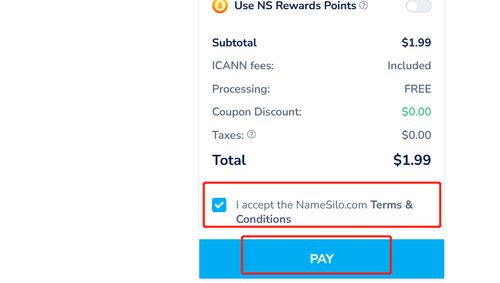 Use NS Rewards Points
Subtotal $1.99
ICANN fees: Included
Processing: FREE
Coupon Discount: $0.00
Taxes: $0.00
Total $1.99
I accept the NameSilo.com Terms &
Conditions
PAY